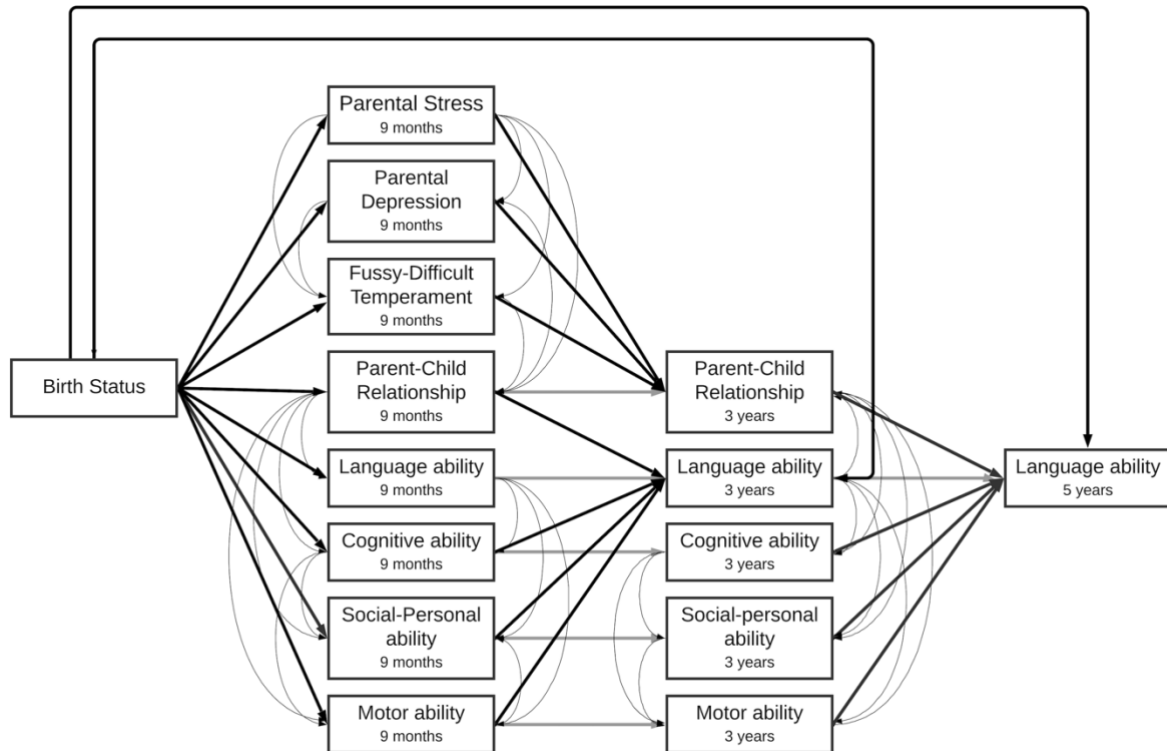 Parental Stress
9 months
Parental
Depression
9 months
Fussy-Difficult
Temperament
9 months
Birth Status
Parent-Child
Relationship
9 months
Language ability
9 months
Cognitive ability
9 months
Social-Personal
ability
9 months
Motor ability
9 months
Parent-Child
Relationship
3 years
Language ability
3 years
Cognitive ability
3 years
Social-personal
ability
3 years
Motor ability
3 years
Language ability
5 years